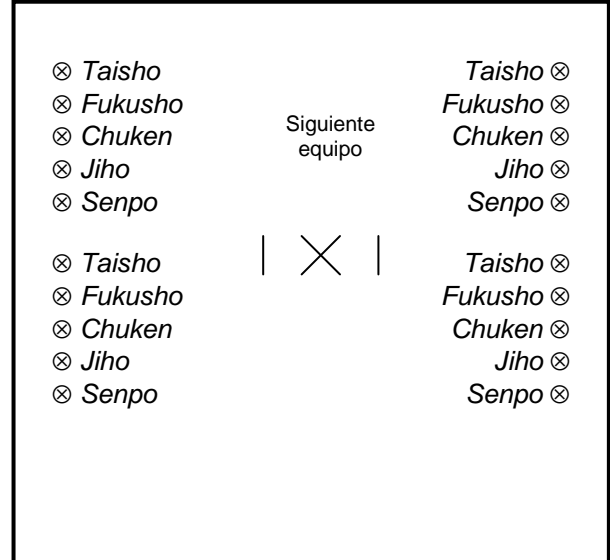 ⊗ Taisho
⊗ Fukusho
⊗ Chuken
⊗ Jiho
⊗ Senpo
Siguiente
equipo
Taisho ⊗
Fukusho ⊗
Chuken ⊗
Jiho ⊗
Senpo ⊗
⊗ Taisho
⊗ Fukusho
⊗ Chuken
⊗ Jiho
⊗ Senpo
Taisho ⊗
Fukusho ⊗
Chuken ⊗
Jiho ⊗
Senpo ⊗